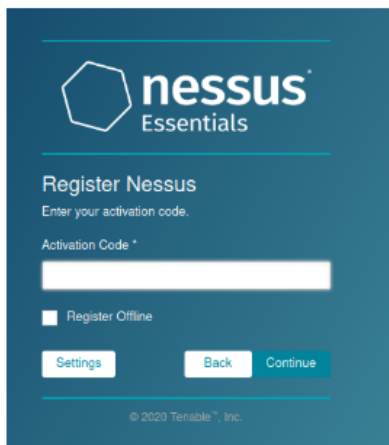 nessus®
Essentials
Register Nessus
Enter your activation code.
Activation Code *
Register Offline
Settings
Back Continue
© 2020 Tenable™, Inc.